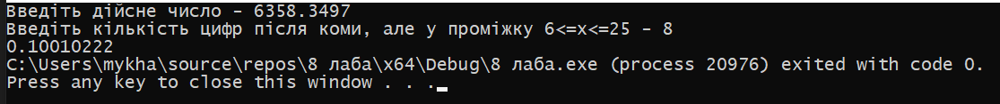 Введіть дійсне число - 6358.3497
Введіть кількість цифр після коми, але у проміжку 6<=x<=25 - 8
0.10010222
C:\Users\mykha\source\repos\8 лаба\x64\Debug\8 лаба.exe (process 20976) exited with code 0.
Press any key to close this window . . .